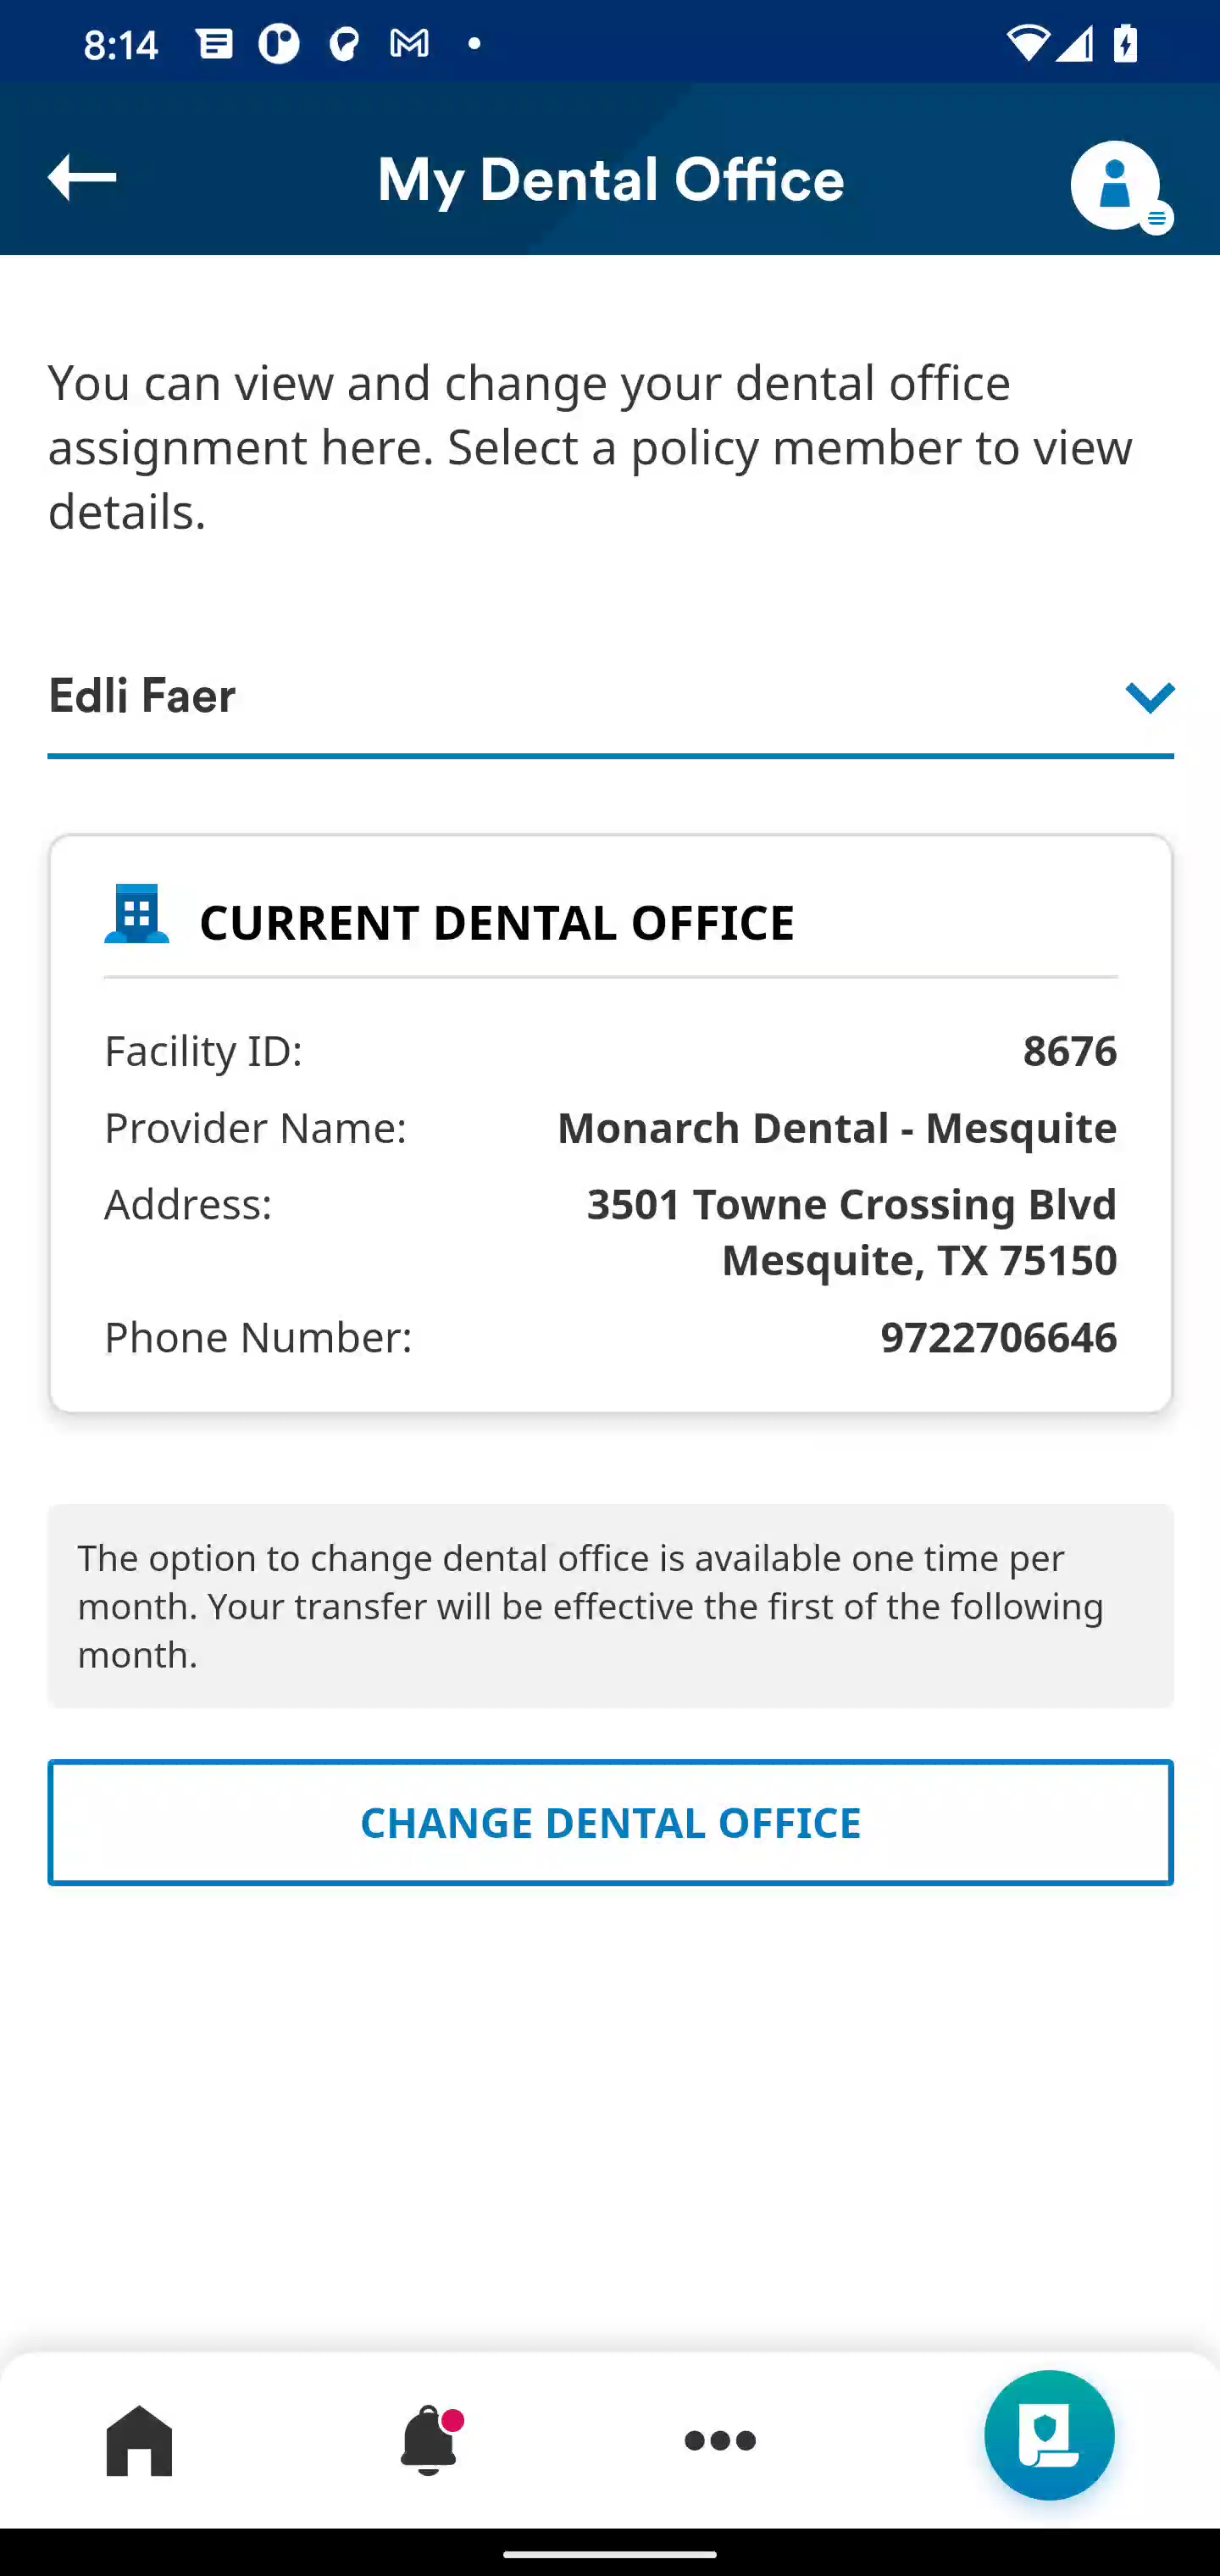 8:14
My Dental Office
You can view and change your dental office
assignment here. Select a policy member to view
details.
Edli Faer
CURRENT DENTAL OFFICE
Facility ID: 8676
Provider Name: Monarch Dental - Mesquite
Address: 3501 Towne Crossing Blvd
Mesquite, TX 75150
Phone Number: 9722706646
The option to change dental office is available one time per
month. Your transfer will be effective the first of the following
month.
CHANGE DENTAL OFFICE